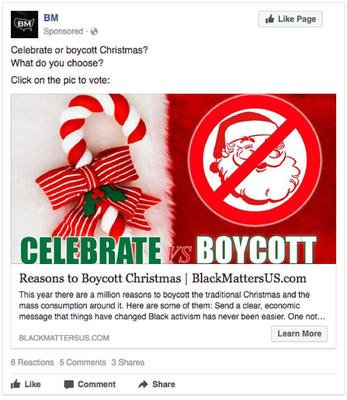 BM
BM
Sponsored ·
Like Page
Celebrate or boycott Christmas?
What do you choose?
Click on the pic to vote:
CELEBRATE VS BOYCOTT
Reasons to Boycott Christmas | BlackMattersUS.com
This year there are a million reasons to boycott the traditional Christmas and the
mass consumption around it. Here are some of them: Send a clear, economic
message that things have changed Black activism has never been easier. One not...
BLACKMATTERSUS.COM
Learn More
6 Reactions 5 Comments 3 Shares
Like Comment Share